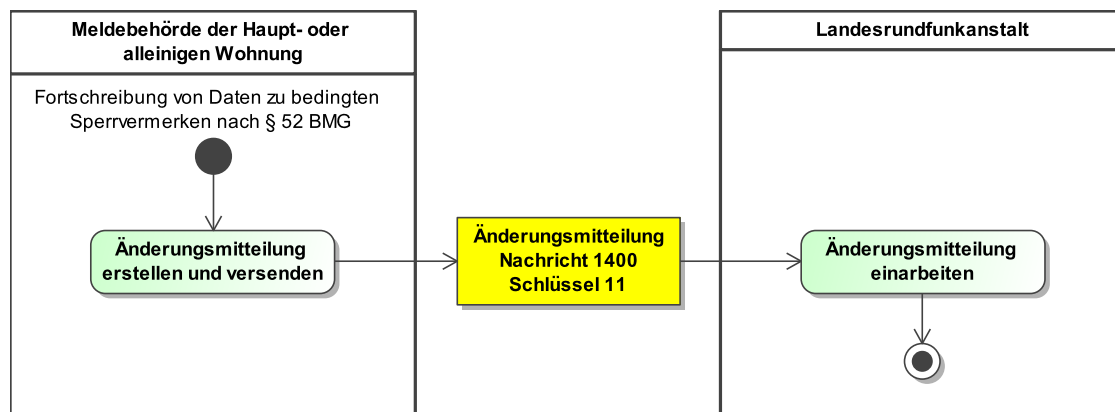 Meldebehörde der Haupt- oder
alleinigen Wohnung
Fortschreibung von Daten zu bedingten
Sperrvermerken nach § 52 BMG
Änderungsmitteilung
erstellen und versenden
Änderungsmitteilung
Nachricht 1400
Schlüssel 11
Landesrundfunkanstalt
Änderungsmitteilung
einarbeiten